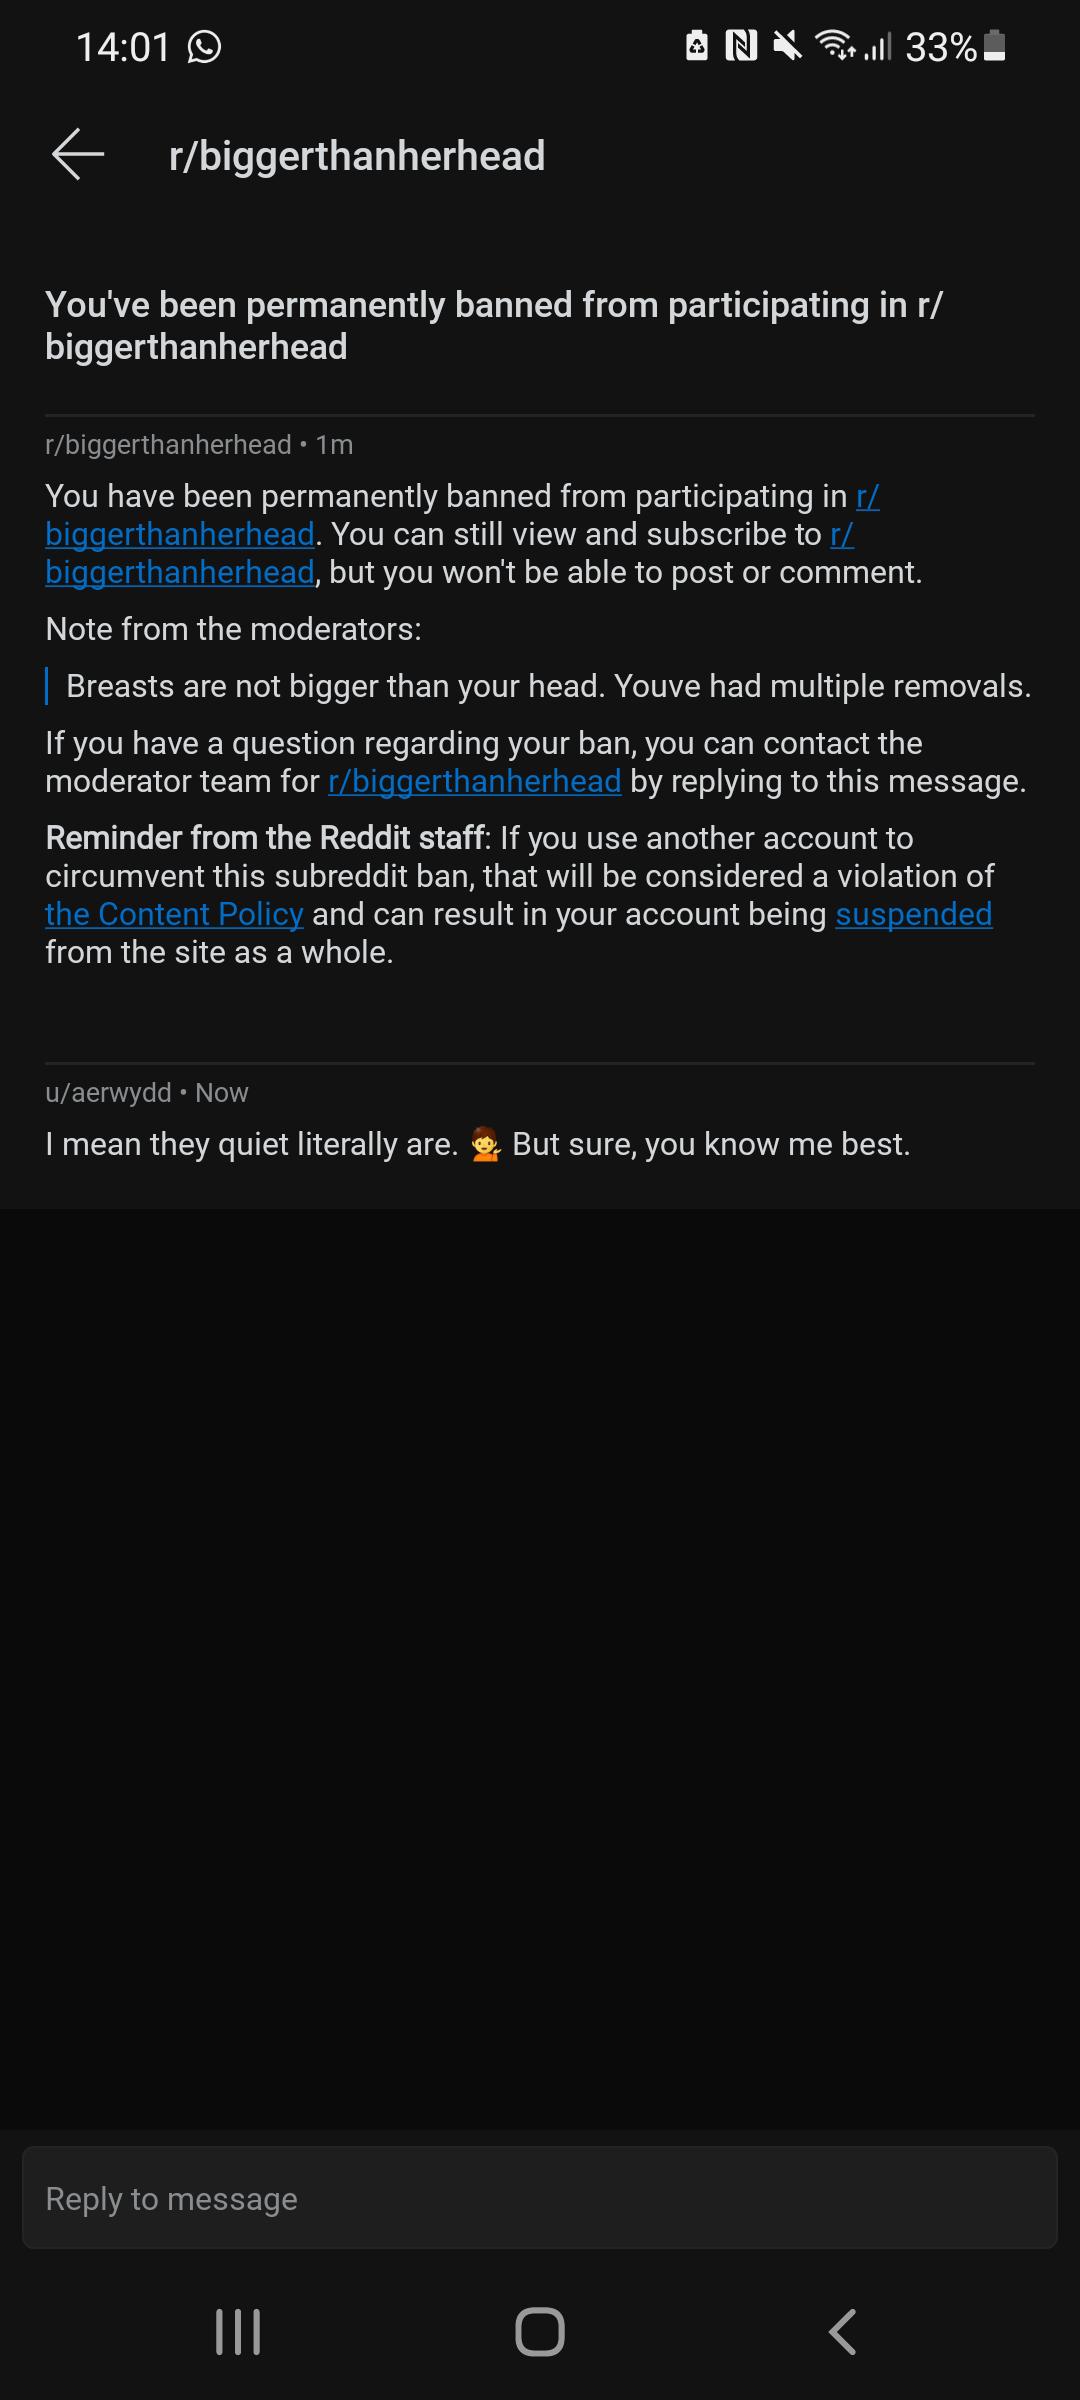 14:01
33%
r/biggerthanherhead
You've been permanently banned from participating in r/
biggerthanherhead
r/biggerthanherhead • 1m
You have been permanently banned from participating in r/
biggerthanherhead. You can still view and subscribe to r/
biggerthanherhead, but you won't be able to post or comment.
Note from the moderators:
Breasts are not bigger than your head. Youve had multiple removals.
If you have a question regarding your ban, you can contact the
moderator team for r/biggerthanherhead by replying to this message.
Reminder from the Reddit staff: If you use another account to
circumvent this subreddit ban, that will be considered a violation of
the Content Policy and can result in your account being suspended
from the site as a whole.
u/aerwydd • Now
I mean they quiet literally are. 💁 But sure, you know me best.
Reply to message